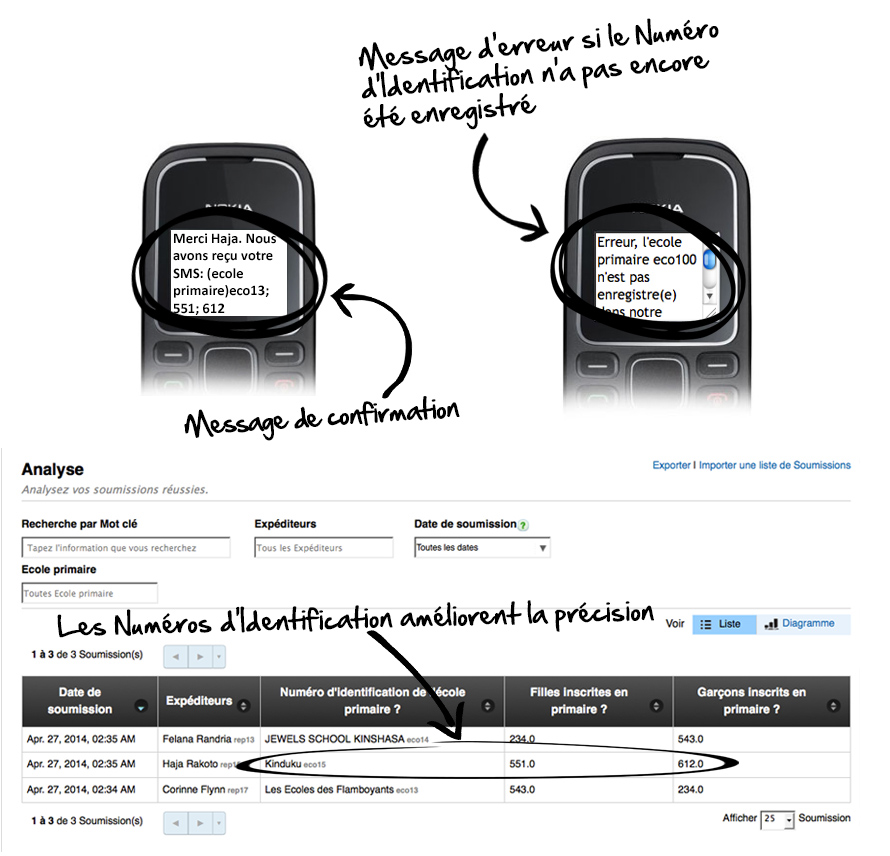 Message d'erreur si le Numéro
d'Identification n'a pas encore
été enregistré
NOKIA
Merci Haja. Nous
avons reçu votre
SMS: (ecole
primaire)eco13;
551; 612
Erreur, l'ecole
primaire eco100
n'est pas
enregistre(e)
dans notre
Message de confirmation
Analyse
Exporter I Importer une liste de Soumissions
Analysez vos soumissions réussies.
Recherche par Mot clé Expéditeurs Date de soumission ?
Tapez l'information que vous recherchez Tous les Expéditeurs Toutes les dates
Ecole primaire
Toutes Ecole primaire
Les Numéros d'Identification améliorent la précision
Voir Liste Diagramme
1 à 3 de 3 Soumission(s)
Date de soumission Expéditeurs Numéro d'identification de l'école primaire ? Filles inscrites en primaire ? Garçons inscrits en primaire ?
Apr. 27, 2014, 02:35 AM Felana Randria rep13 JEWELS SCHOOL KINSHASA eco14 234.0 543.0
Apr. 27, 2014, 02:35 AM Haja Rakoto Kinduku eco15 551.0 612.0
Apr. 27, 2014, 02:34 AM Corinne Flynn rep17 Les Ecoles des Flamboyants eco13 543.0 234.0
1 à 3 de 3 Soumission(s) Afficher 25 Soumission